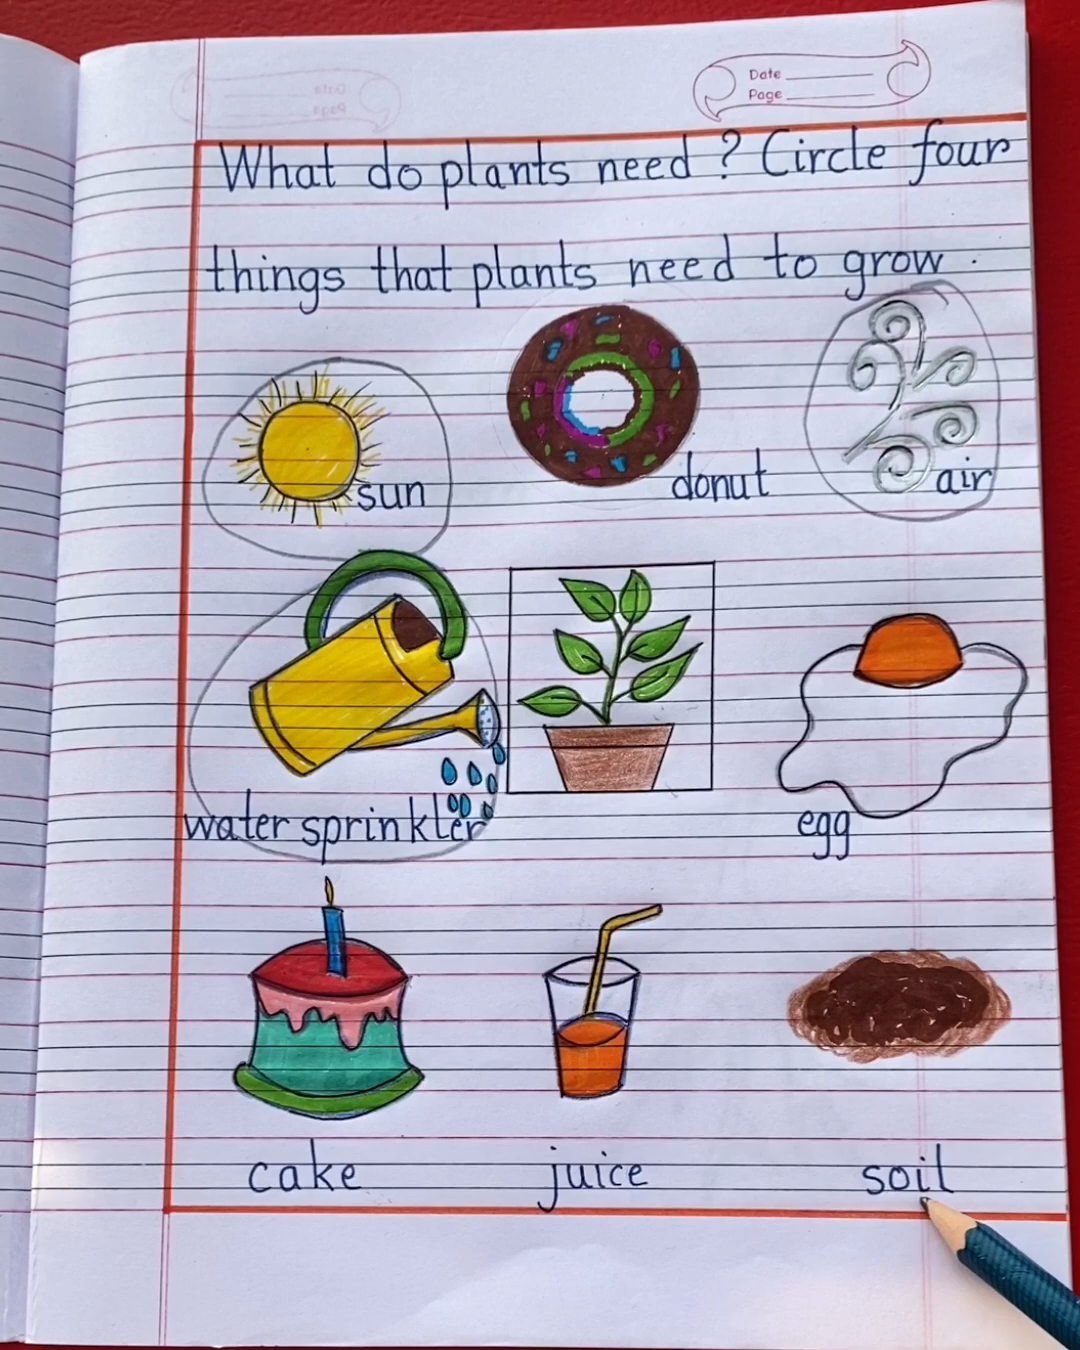 Date
Page
What do plants need ? Circle four
things that plants need to grow .
sun
donut
air
water sprinkler
egg
cake
juice
soil